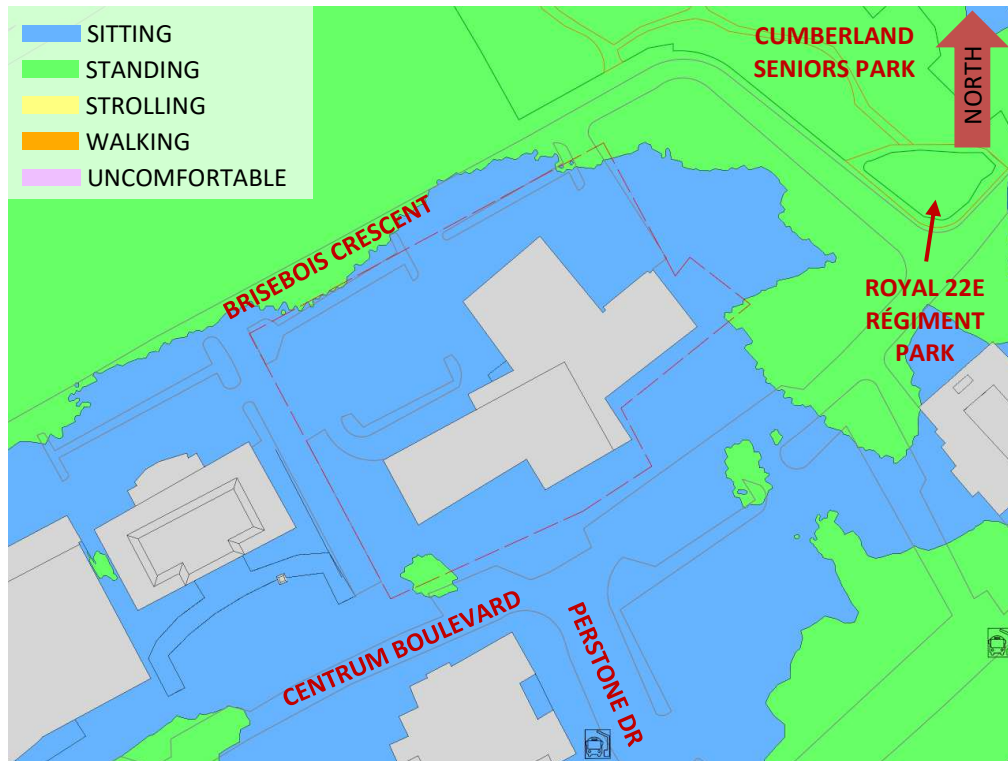 SITTING
STANDING
STROLLING
WALKING
UNCOMFORTABLE
CUMBERLAND
SENIORS PARK
NORTH
BRISEBOIS CRESCENT
ROYAL 22E
RÉGIMENT
PARK
CENTRUM BOULEVARD
PERSTONE DR